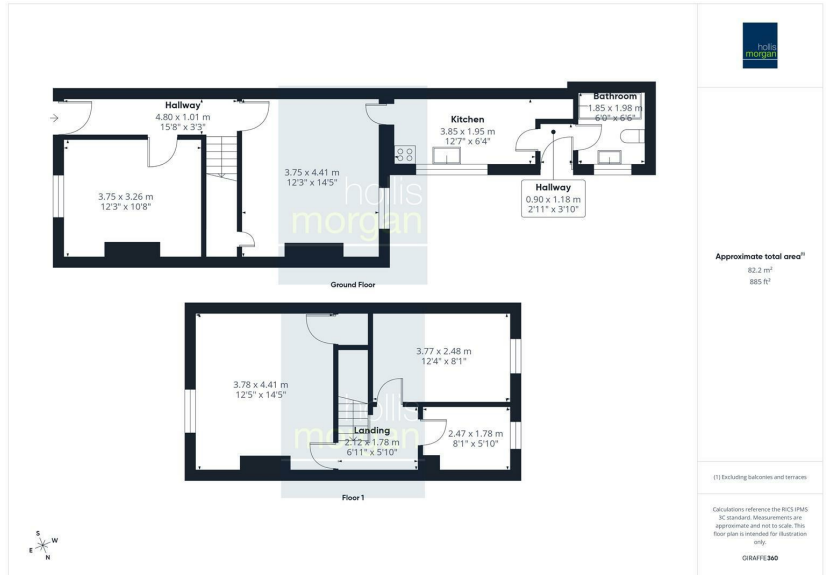 hollis
morgan
Hallway
4.80 x 1.01 m
15'8" x 3'3"
Kitchen
3.85 x 1.95 m
12'7" x 6'4"
Bathroom
1.85 x 1.98 m
6'0" x 6'6"
3.75 x 3.26 m
12'3" x 10'8"
3.75 x 4.41 m
12'3" x 14'5"
hollis
morgan
Hallway
0.90 x 1.18 m
2'11" x 3'10"
Ground Floor
3.78 x 4.41 m
12'5" x 14'5"
3.77 x 2.48 m
12'4" x 8'1"
hollis
morgan
Landing
2.12 x 1.78 m
6'11" x 5'10"
2.47 x 1.78 m
8'1" x 5'10"
Floor 1
S
W
E
N
Approximate total area(1)
82.2 m²
885 ft²
(1) Excluding balconies and terraces
Calculations reference the RICS IPMS
3C standard. Measurements are
approximate and not to scale. This
floor plan is intended for illustration
only.
GIRAFFE360